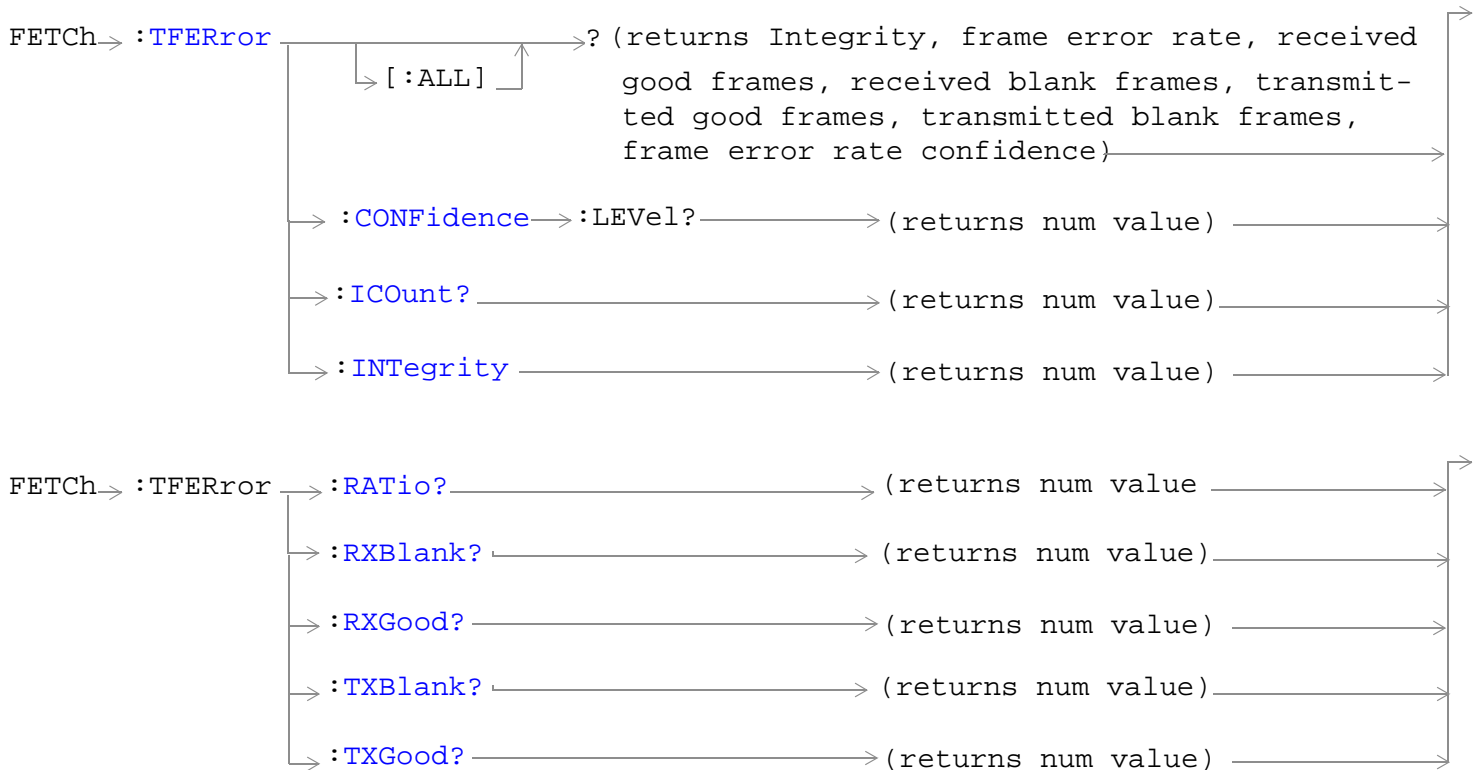 FETCh :TFERror ? (returns Integrity, frame error rate, received
[:ALL] good frames, received blank frames, transmit-
ted good frames, transmitted blank frames,
frame error rate confidence)
:CONFidence :LEVel? (returns num value)
:ICOunt? (returns num value)
:INTegrity (returns num value)
FETCh :TFERror :RATio? (returns num value
:RXBlank? (returns num value)
:RXGood? (returns num value)
:TXBlank? (returns num value)
:TXGood? (returns num value)